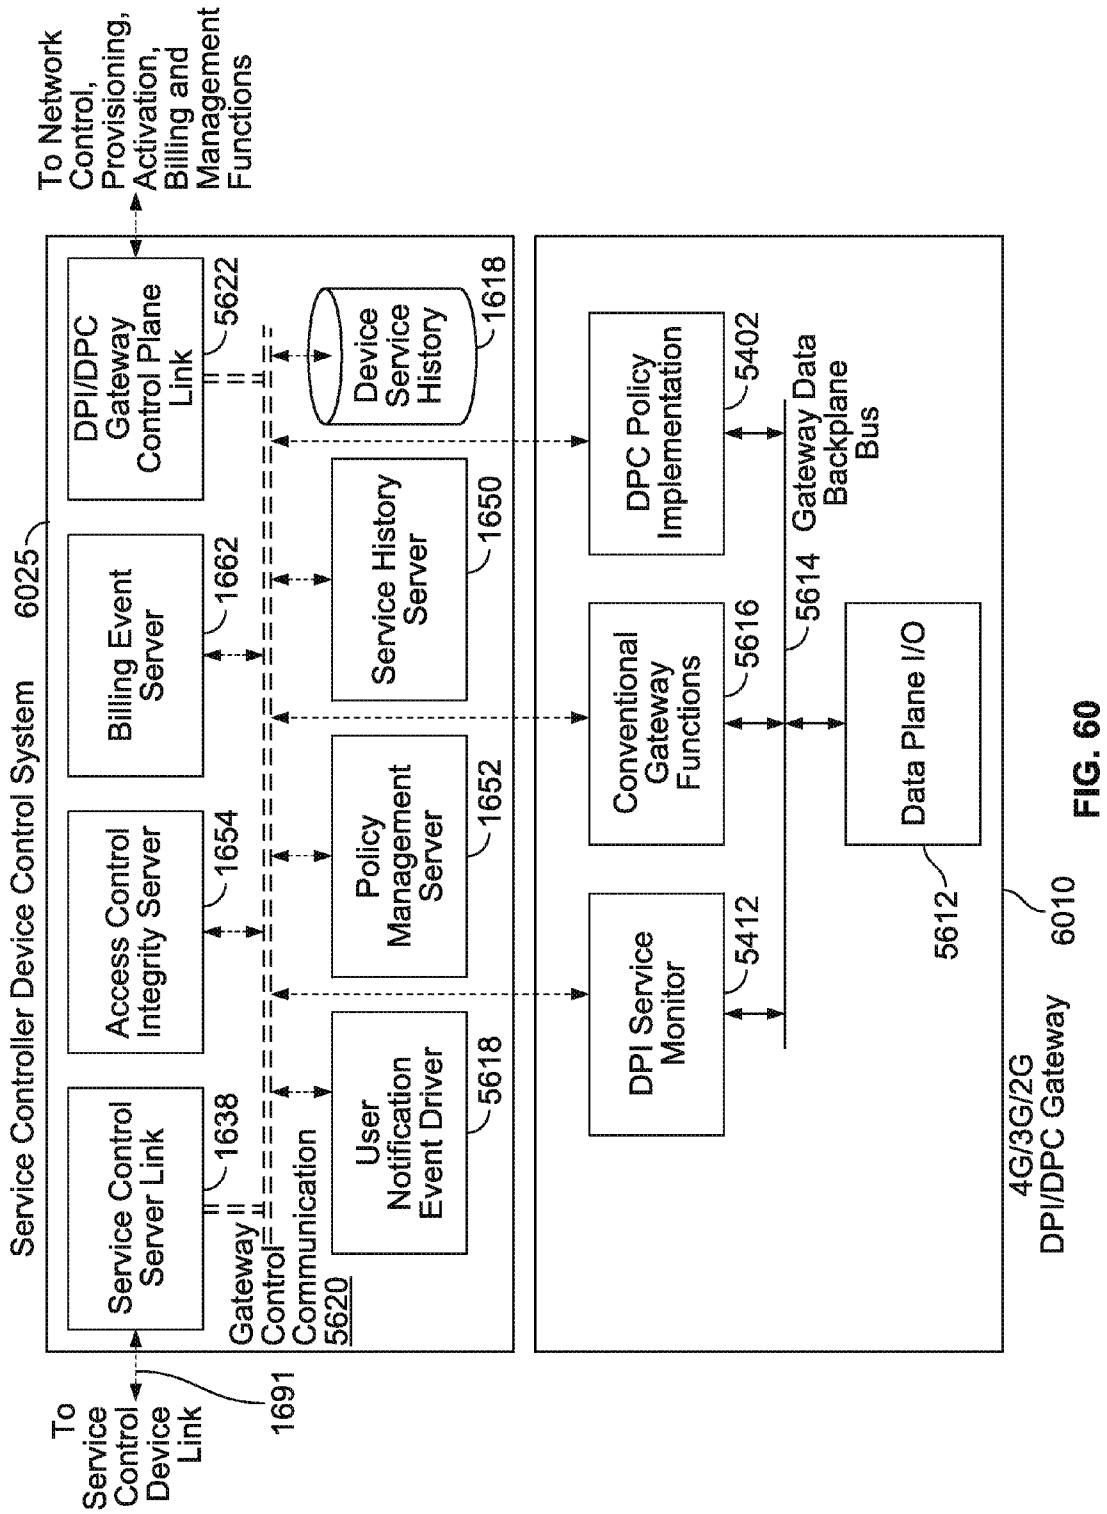 Service Controller Device Control System
6025
To
Service
Control
Device
Link
1691
Service Control
Server Link
1638
Access Control
Integrity Server
1654
Billing Event
Server
1662
DPI/DPC
Gateway
Control Plane
Link
5622
To Network
Control,
Provisioning,
Activation,
Billing and
Management
Functions
Gateway
Control
Communication
5620
User
Notification
Event Driver
5618
Policy
Management
Server
1652
Service History
Server
1650
Device
Service
History
1618
DPI Service
Monitor
5412
Conventional
Gateway
Functions
5616
DPC Policy
Implementation
5402
5614
Gateway Data
Backplane
Bus
Data Plane I/O
5612
4G/3G/2G
DPI/DPC Gateway
6010
FIG. 60